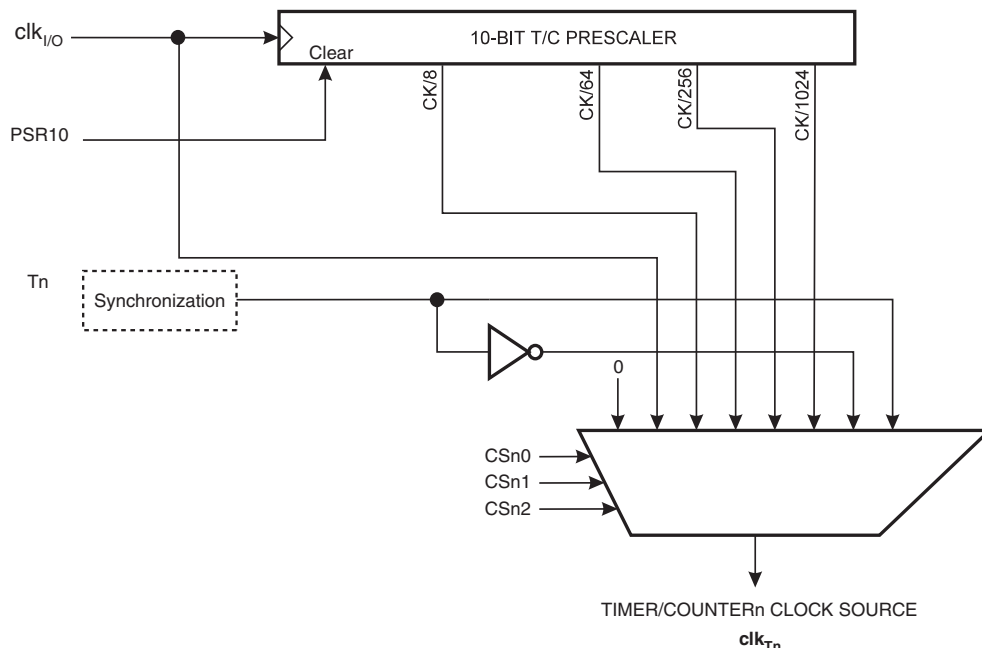 clkI/O
10-BIT T/C PRESCALER
Clear
CK/8
CK/64
CK/256
CK/1024
PSR10
Tn
Synchronization
0
CSn0
CSn1
CSn2
TIMER/COUNTERn CLOCK SOURCE
clkTn